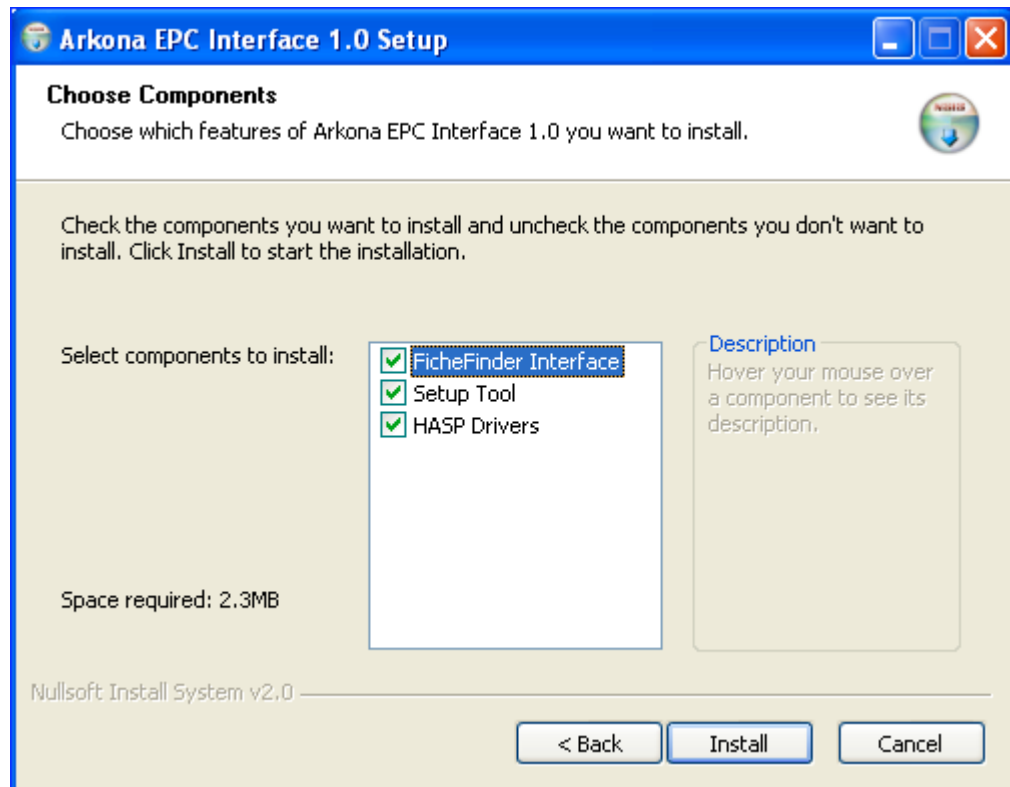 Arkona EPC Interface 1.0 Setup
Choose Components
Choose which features of Arkona EPC Interface 1.0 you want to install.
Check the components you want to install and uncheck the components you don't want to
install. Click Install to start the installation.
Select components to install:
FicheFinder Interface
Setup Tool
HASP Drivers
Description
Hover your mouse over
a component to see its
description.
Space required: 2.3MB
Nullsoft Install System v2.0
< Back
Install
Cancel